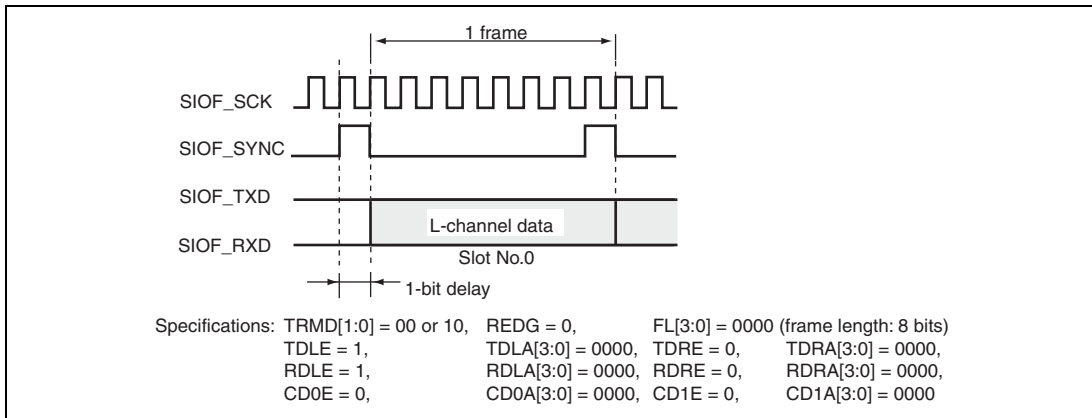 1 frame
SIOF_SCK
SIOF_SYNC
SIOF_TXD
L-channel data
SIOF_RXD
Slot No.0
1-bit delay
Specifications: TRMD[1:0] = 00 or 10, REDG = 0, FL[3:0] = 0000 (frame length: 8 bits)
TDLE = 1, TDLA[3:0] = 0000, TDRE = 0, TDRA[3:0] = 0000,
RDLE = 1, RDLA[3:0] = 0000, RDRE = 0, RDRA[3:0] = 0000,
CD0E = 0, CD0A[3:0] = 0000, CD1E = 0, CD1A[3:0] = 0000